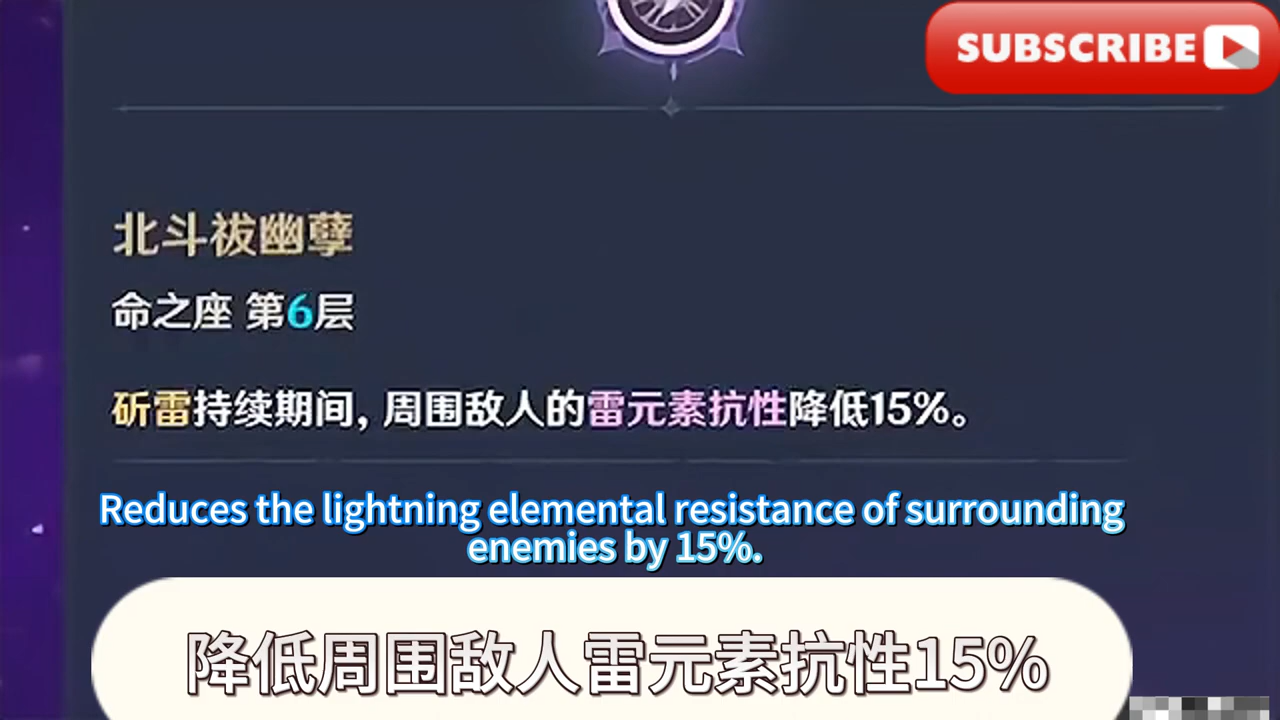 SUBSCRIBE
北斗祓幽孽
命之座 第6层
斫雷持续期间，周围敌人的雷元素抗性降低15%。
Reduces the lightning elemental resistance of surrounding
enemies by 15%.
降低周围敌人雷元素抗性15%